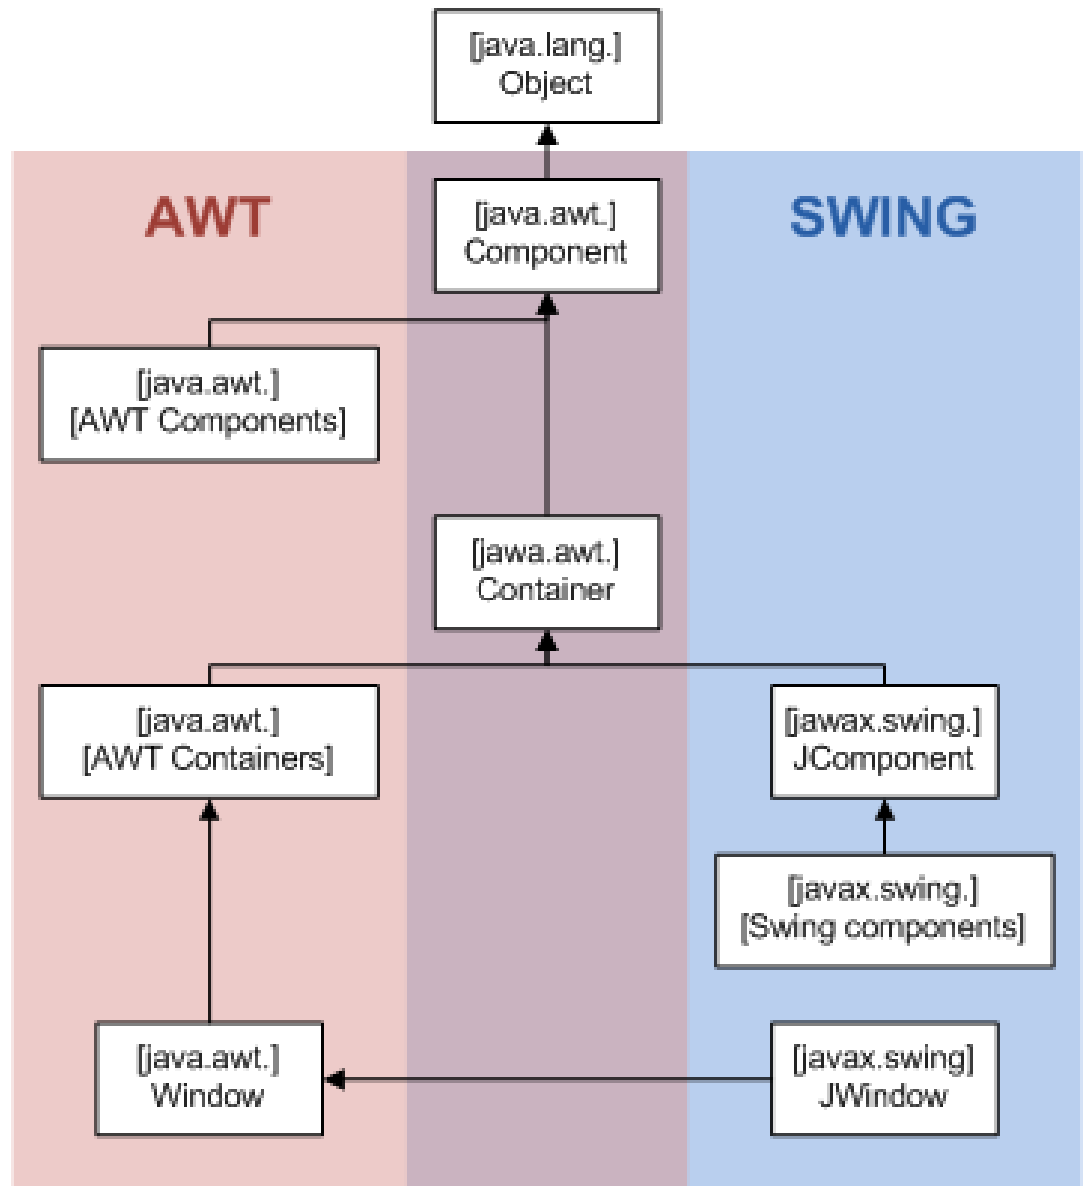 [java.lang.]
Object
AWT
SWING
[java.awt.]
Component
[java.awt.]
[AWT Components]
[jawa.awt.]
Container
[java.awt.]
[AWT Containers]
[jawax.swing.]
JComponent
[javax.swing.]
[Swing components]
[java.awt.]
Window
[javax.swing]
JWindow